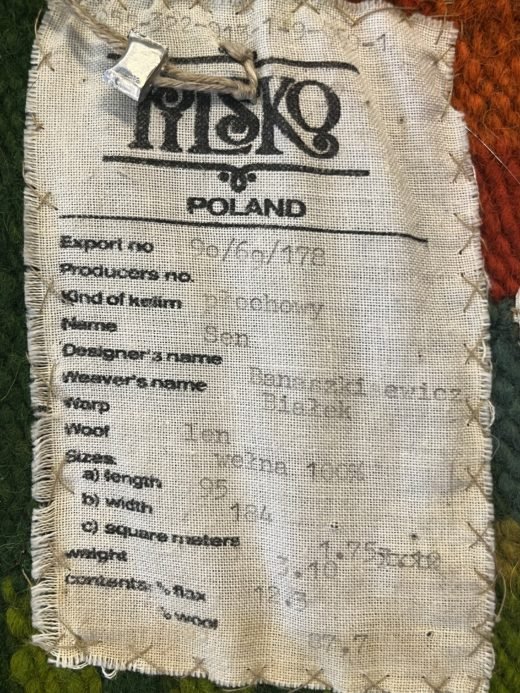 TYLSKO
POLAND
Export no 90/69/178
Producers no.
Kind of kelim płochowy
Name Sen
Designer's name Banaszkiewicz
Weaver's name Białek
Warp len
Woof wełna 100%
Sizes
a) length 95
b) width 184
c) square meters 1.75
weight 3.10
contents: % flax 12.3
% wool 87.7